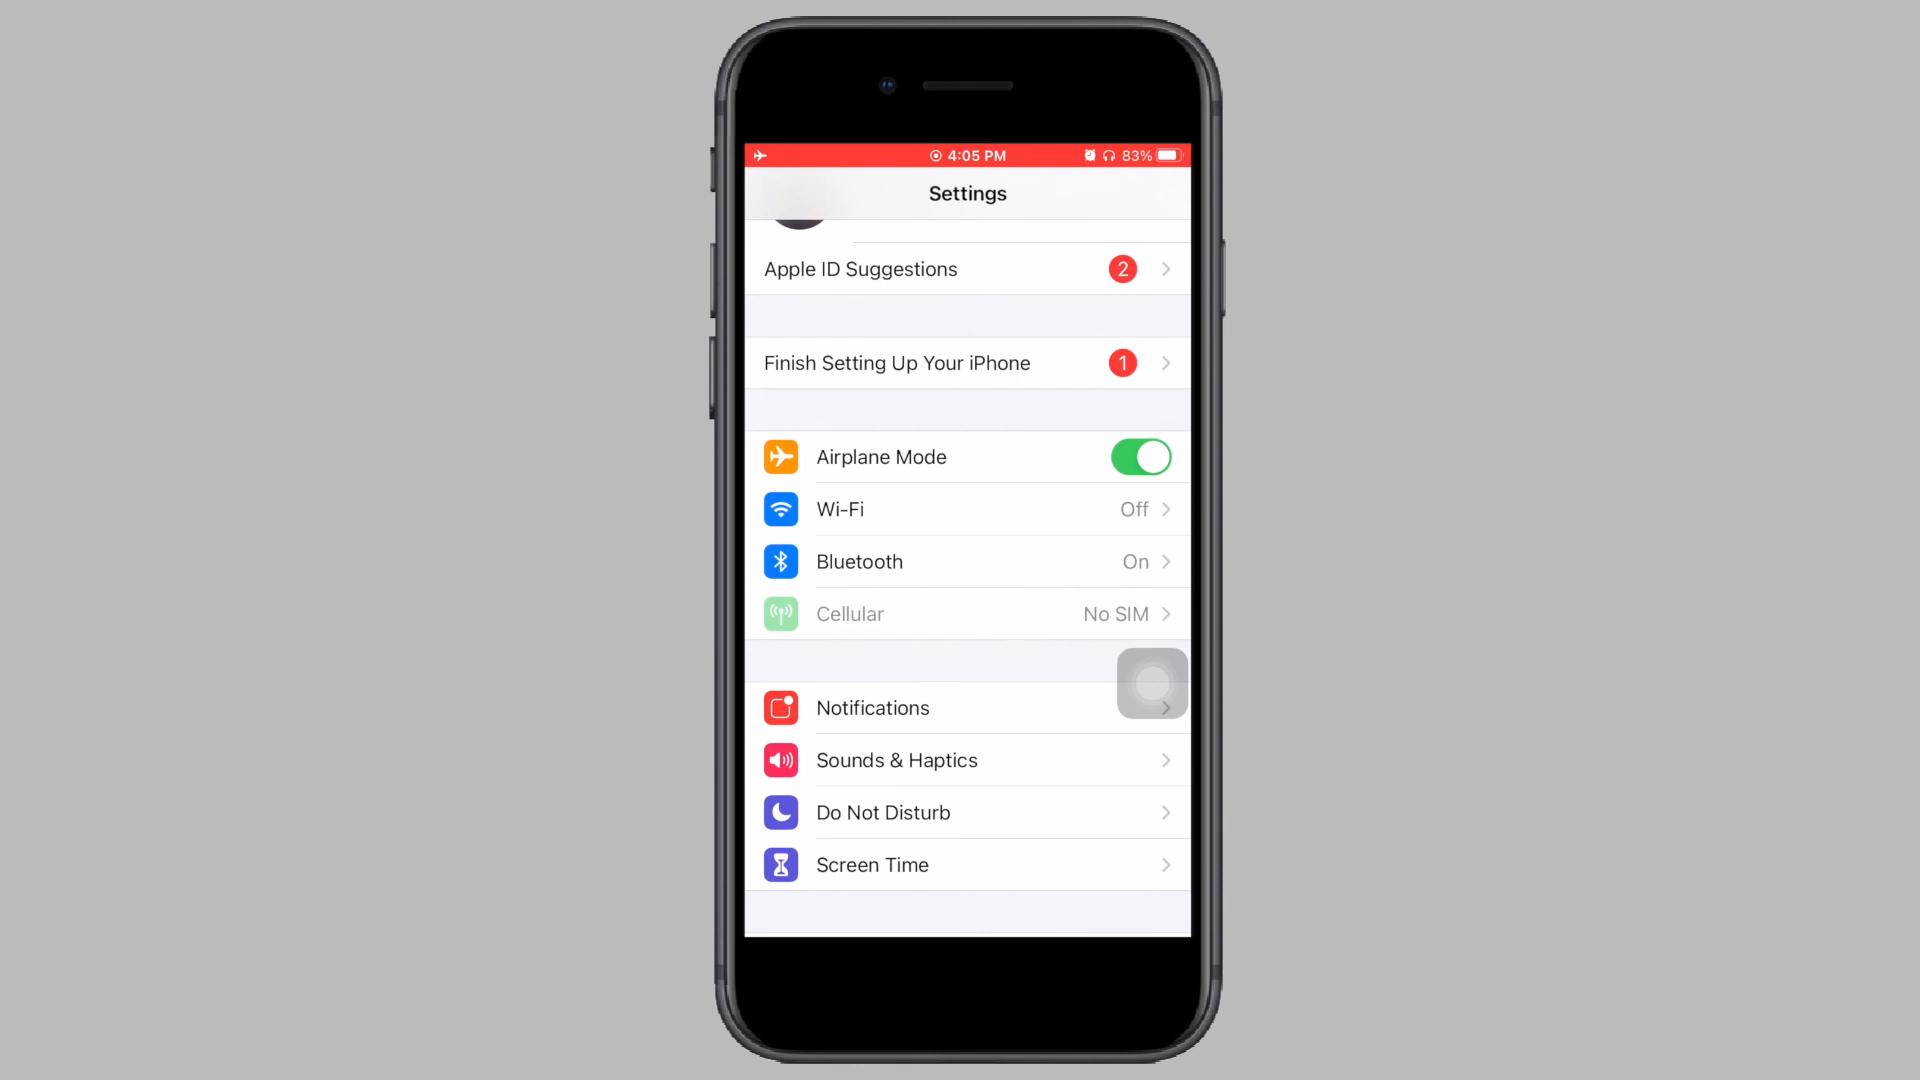 4:05 PM 83%
Settings
Apple ID Suggestions 2
Finish Setting Up Your iPhone 1
Airplane Mode
Wi-Fi Off
Bluetooth On
Cellular No SIM
Notifications
Sounds & Haptics
Do Not Disturb
Screen Time